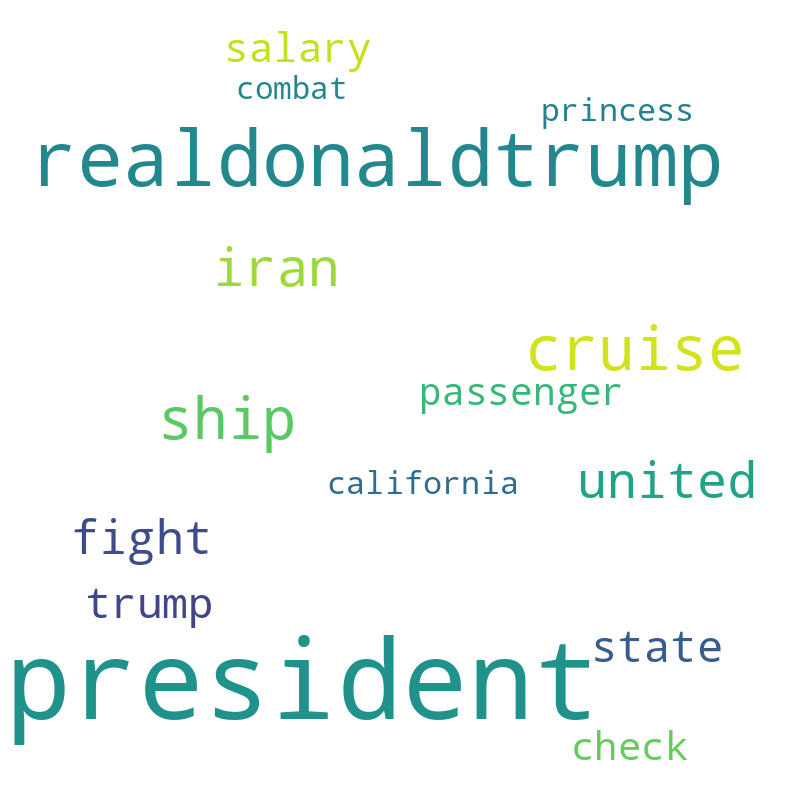 salary
combat
princess
realdonaldtrump
iran
cruise
passenger
ship
united
california
fight
trump
state
president
check